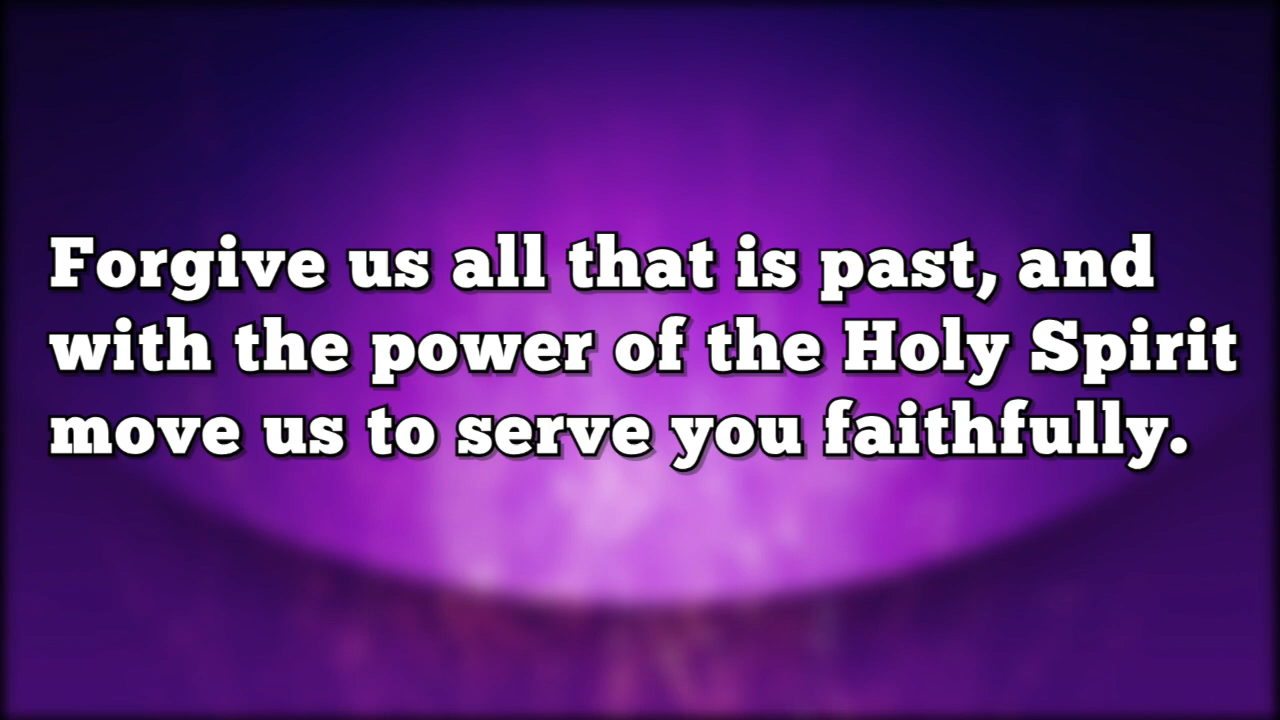 Forgive us all that is past, and
with the power of the Holy Spirit
move us to serve you faithfully.